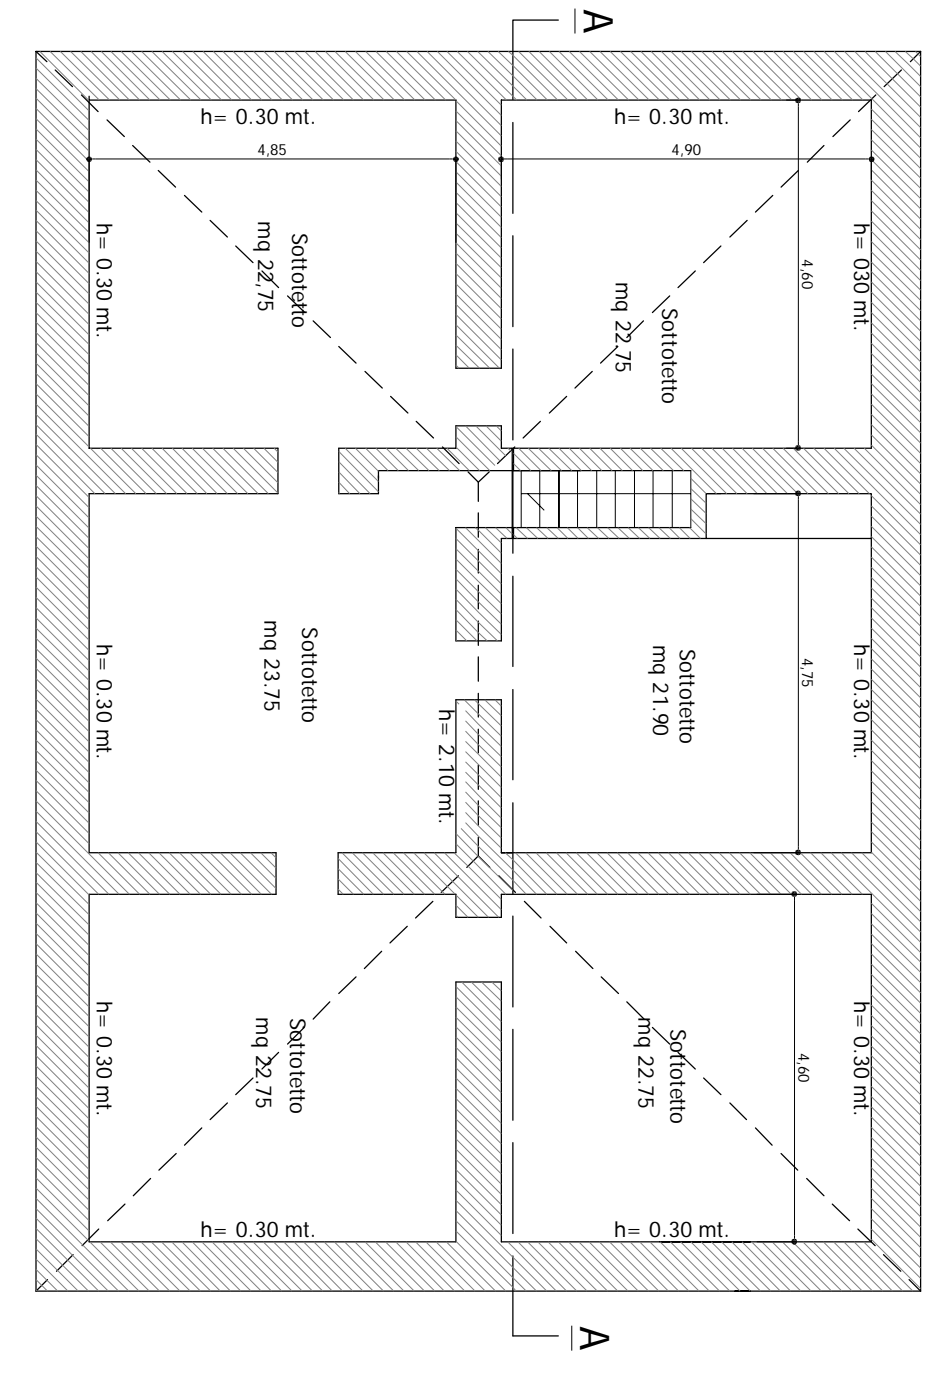 A
h= 0.30 mt.
h= 0.30 mt.
4,85
4,90
h= 0.30 mt.
Sottotetto
mq 22,75
Sottotetto
mq 22.75
4,60
h= 030 mt.
h= 0.30 mt.
Sottotetto
mq 23.75
h= 2.10 mt.
Sottotetto
mq 21.90
4,75
h= 0.30 mt.
h= 0.30 mt.
Sottotetto
mq 22.75
Sottotetto
mq 22.75
4,60
h= 0.30 mt.
h= 0.30 mt.
h= 0.30 mt.
A